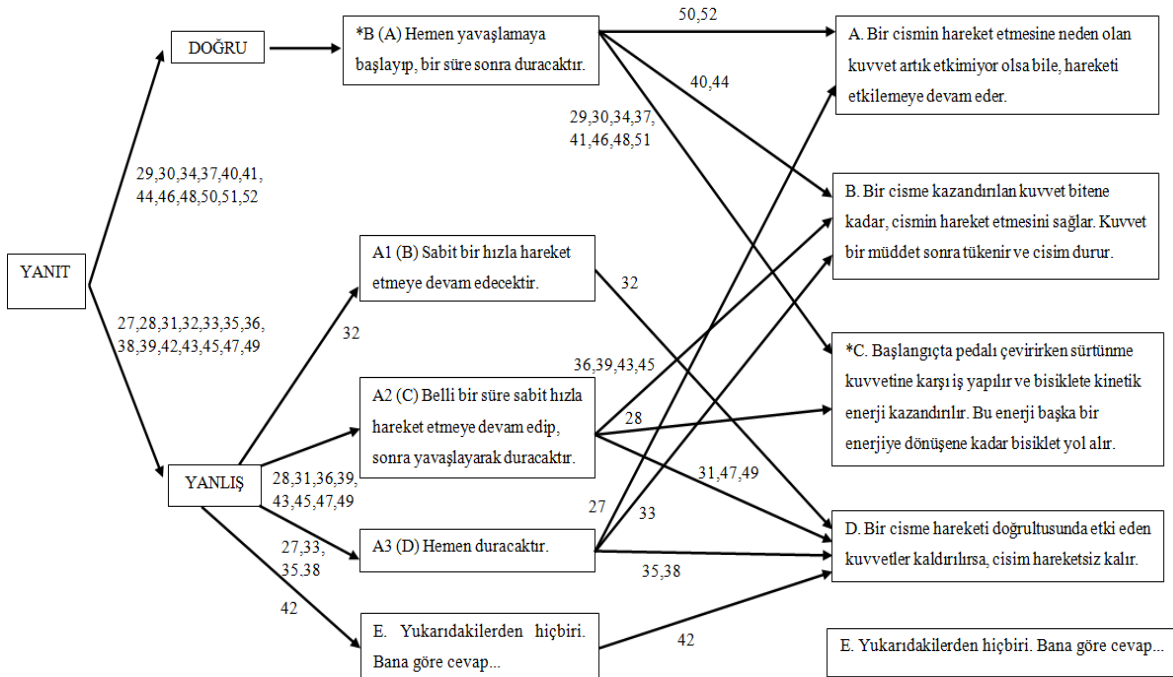 YANIT
DOĞRU
29,30,34,37,40,41,
44,46,48,50,51,52
27,28,31,32,33,35,36,
38,39,42,43,45,47,49
YANLIŞ
*B (A) Hemen yavaşlamaya
başlayıp, bir süre sonra duracaktır.
32
A1 (B) Sabit bir hızla hareket
etmeye devam edecektir.
28,31,36,39,
43,45,47,49
A2 (C) Belli bir süre sabit hızla
hareket etmeye devam edip,
sonra yavaşlayarak duracaktır.
27,33,
35,38
A3 (D) Hemen duracaktır.
42
E. Yukarıdakilerden hiçbiri.
Bana göre cevap...
50,52
40,44
29,30,34,37,
41,46,48,51
32
36,39,43,45
28
31,47,49
27
33
35,38
42
A. Bir cismin hareket etmesine neden olan
kuvvet artık etkimiyor olsa bile, hareketi
etkilemeye devam eder.
B. Bir cisme kazandırılan kuvvet bitene
kadar, cismin hareket etmesini sağlar. Kuvvet
bir müddet sonra tükenir ve cisim durur.
*C. Başlangıçta pedalı çevirirken sürtünme
kuvvetine karşı iş yapılır ve bisiklete kinetik
enerji kazandırılır. Bu enerji başka bir
enerjiye dönüşene kadar bisiklet yol alır.
D. Bir cisme hareketi doğrultusunda etki eden
kuvvetler kaldırılırsa, cisim hareketsiz kalır.
E. Yukarıdakilerden hiçbiri. Bana göre cevap...